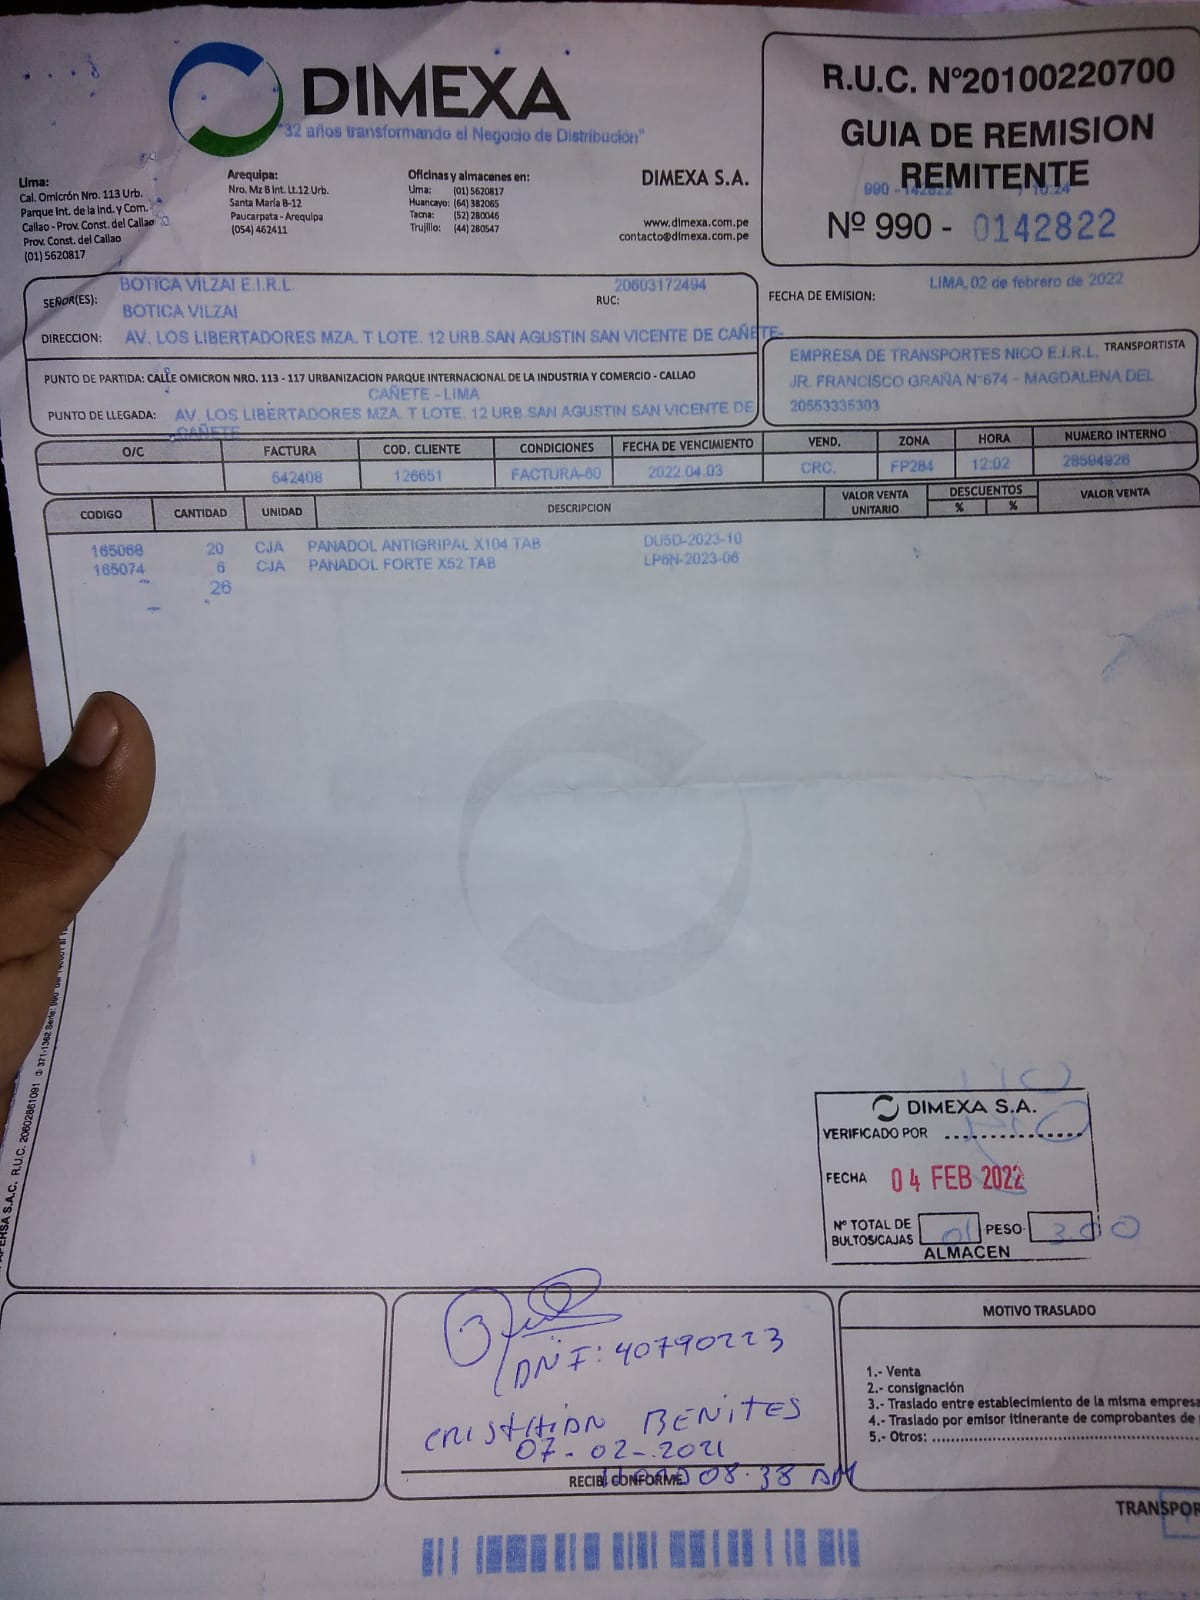 DIMEXA
"32 años transformando el Negocio de Distribución"
R.U.C. Nº20100220700
GUIA DE REMISION
REMITENTE
Nº 990 - 0142822
Lima:
Cal. Omicrón Nro. 113 Urb.
Parque Int. de la Ind. y Com.
Callao - Prov. Const. del Callao
Prov. Const. del Callao
(01) 5620817
Arequipa:
Nro. Mz B Int. Lt.12 Urb.
Santa María B-12
Paucarpata - Arequipa
(054) 462411
Oficinas y almacenes en:
Lima: (01) 5620817
Huancayo: (64) 382065
Tacna: (52) 280046
Trujillo: (44) 280547
DIMEXA S.A.
www.dimexa.com.pe
contacto@dimexa.com.pe
SEÑOR(ES): BOTICA VILZAI E.I.R.L.
BOTICA VILZAI
RUC: 20603172494
DIRECCION: AV. LOS LIBERTADORES MZA. T LOTE. 12 URB.SAN AGUSTIN SAN VICENTE DE CAÑETE-
FECHA DE EMISION: LIMA, 02 de febrero de 2022
PUNTO DE PARTIDA: CALLE OMICRON NRO. 113 - 117 URBANIZACION PARQUE INTERNACIONAL DE LA INDUSTRIA Y COMERCIO - CALLAO
CAÑETE - LIMA
PUNTO DE LLEGADA: AV. LOS LIBERTADORES MZA. T LOTE. 12 URB.SAN AGUSTIN SAN VICENTE DE
CAÑETE
TRANSPORTISTA
EMPRESA DE TRANSPORTES NICO E.I.R.L.
JR. FRANCISCO GRAÑA Nº674 - MAGDALENA DEL
20553335303
O/C FACTURA COD. CLIENTE CONDICIONES FECHA DE VENCIMIENTO VEND. ZONA HORA NUMERO INTERNO
542408 126651 FACTURA-60 2022.04.03 CRC. FP284 12:02 28504926
CODIGO CANTIDAD UNIDAD DESCRIPCION VALOR VENTA UNITARIO DESCUENTOS % % VALOR VENTA
165068 20 CJA PANADOL ANTIGRIPAL X104 TAB DU5D-2023-10
165074 6 CJA PANADOL FORTE X52 TAB LP8N-2023-06
26
DIMEXA S.A.
VERIFICADO POR
FECHA 04 FEB 2022
Nº TOTAL DE BULTOS/CAJAS 01 PESO 3.00
ALMACEN
DNI: 40790223
CRISTHIAN BENITES
07-02-2021
08:38 AM
RECIBI CONFORME
MOTIVO TRASLADO
1.- Venta
2.- consignación
3.- Traslado entre establecimiento de la misma empresa
4.- Traslado por emisor itinerante de comprobantes de
5.- Otros:
TRANSPOR
R.U.C. 20602861091